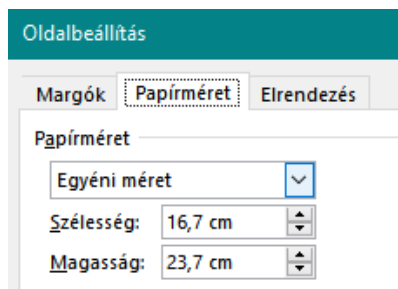 Oldalbeállítás
Margók Papírméret Elrendezés
Papírméret
Egyéni méret
Szélesség: 16,7 cm
Magasság: 23,7 cm